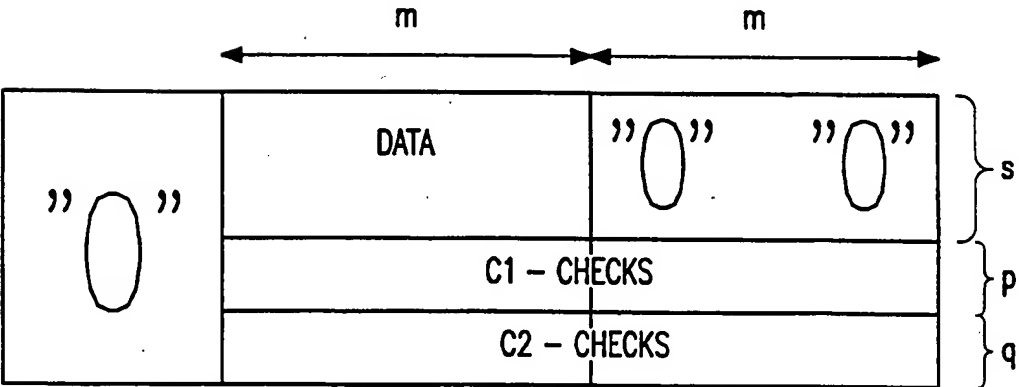 m m
DATA ”0” ”0” s
”0”
C1 – CHECKS p
C2 – CHECKS q